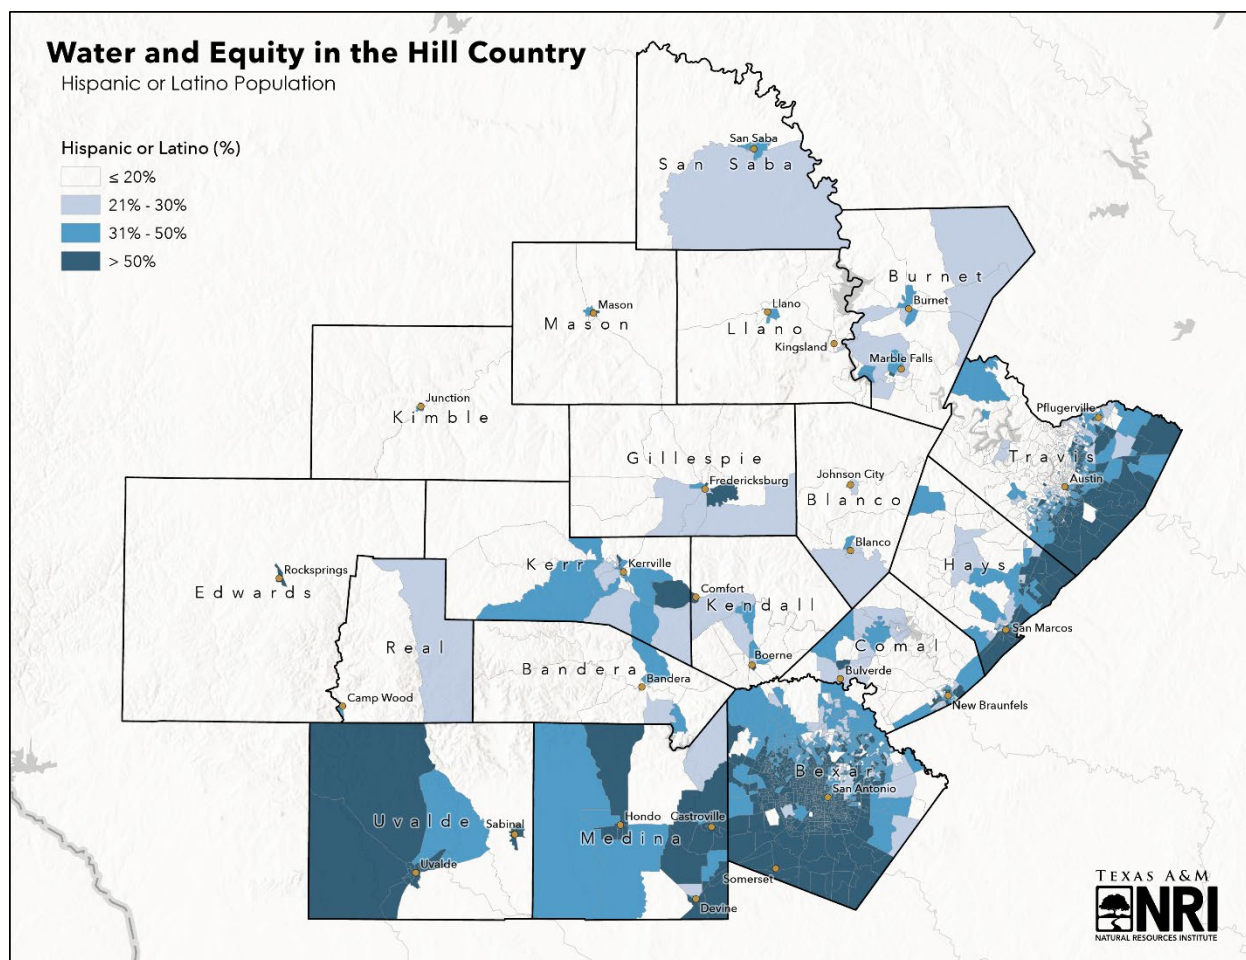 Water and Equity in the Hill Country
Hispanic or Latino Population
Hispanic or Latino (%)
≤ 20%
21% - 30%
31% - 50%
> 50%
San Saba
San Saba
Burnet
Burnet
Mason
Mason
Llano
Llano
Kingsland
Marble Falls
Junction
Kimble
Pflugerville
Travis
Austin
Gillespie
Fredericksburg
Johnson City
Blanco
Blanco
Hays
San Marcos
Kerr
Kerrville
Comfort
Kendall
Boerne
Rocksprings
Edwards
Real
Camp Wood
Bandera
Bandera
Comal
Bulverde
New Braunfels
Bexar
San Antonio
Somerset
Uvalde
Sabinal
Uvalde
Hondo
Castroville
Medina
Devine
TEXAS A&M
NRI
NATURAL RESOURCES INSTITUTE